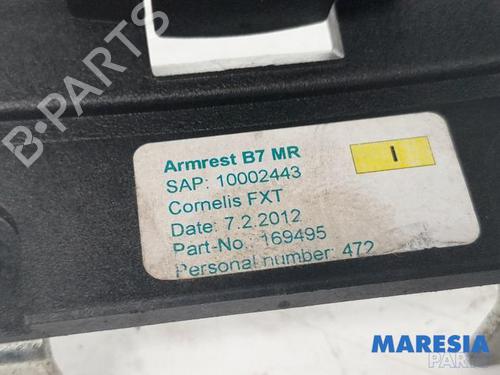 B-PARTS
Armrest B7 MR
I
SAP: 10002443
Cornelis FXT
Date: 7.2.2012
Part-No.: 169495
Personal number: 472
MARESIA
PARTS